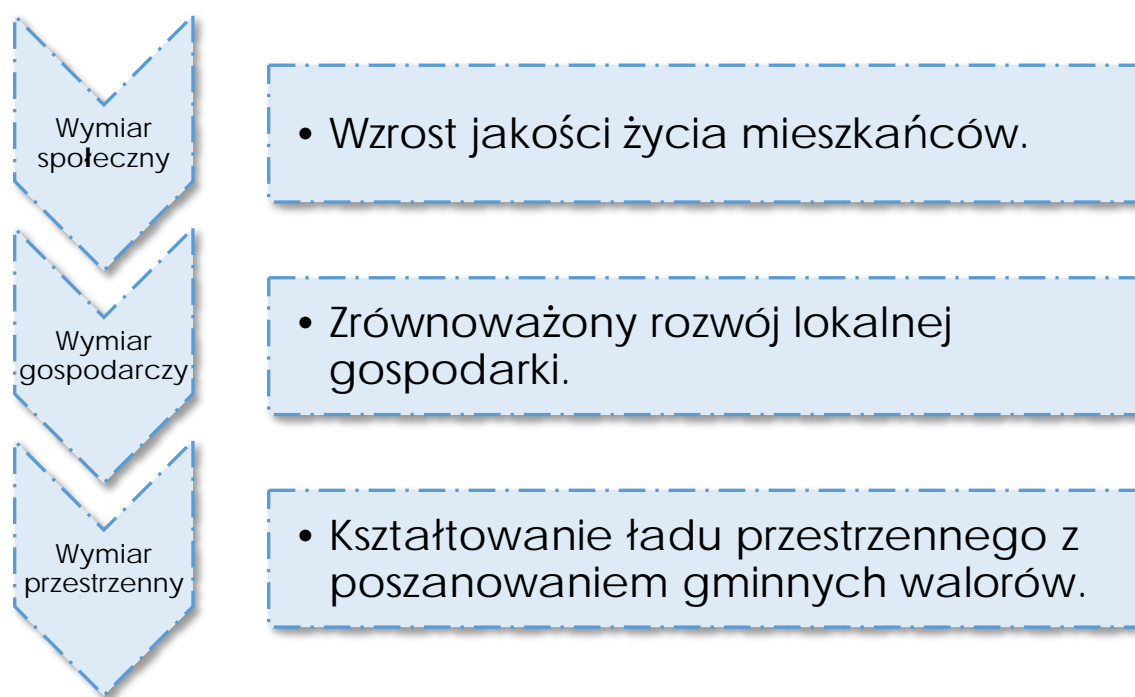 Wymiar
społeczny
• Wzrost jakości życia mieszkańców.
Wymiar
gospodarczy
• Zrównoważony rozwój lokalnej
gospodarki.
Wymiar
przestrzenny
• Kształtowanie ładu przestrzennego z
poszanowaniem gminnych walorów.